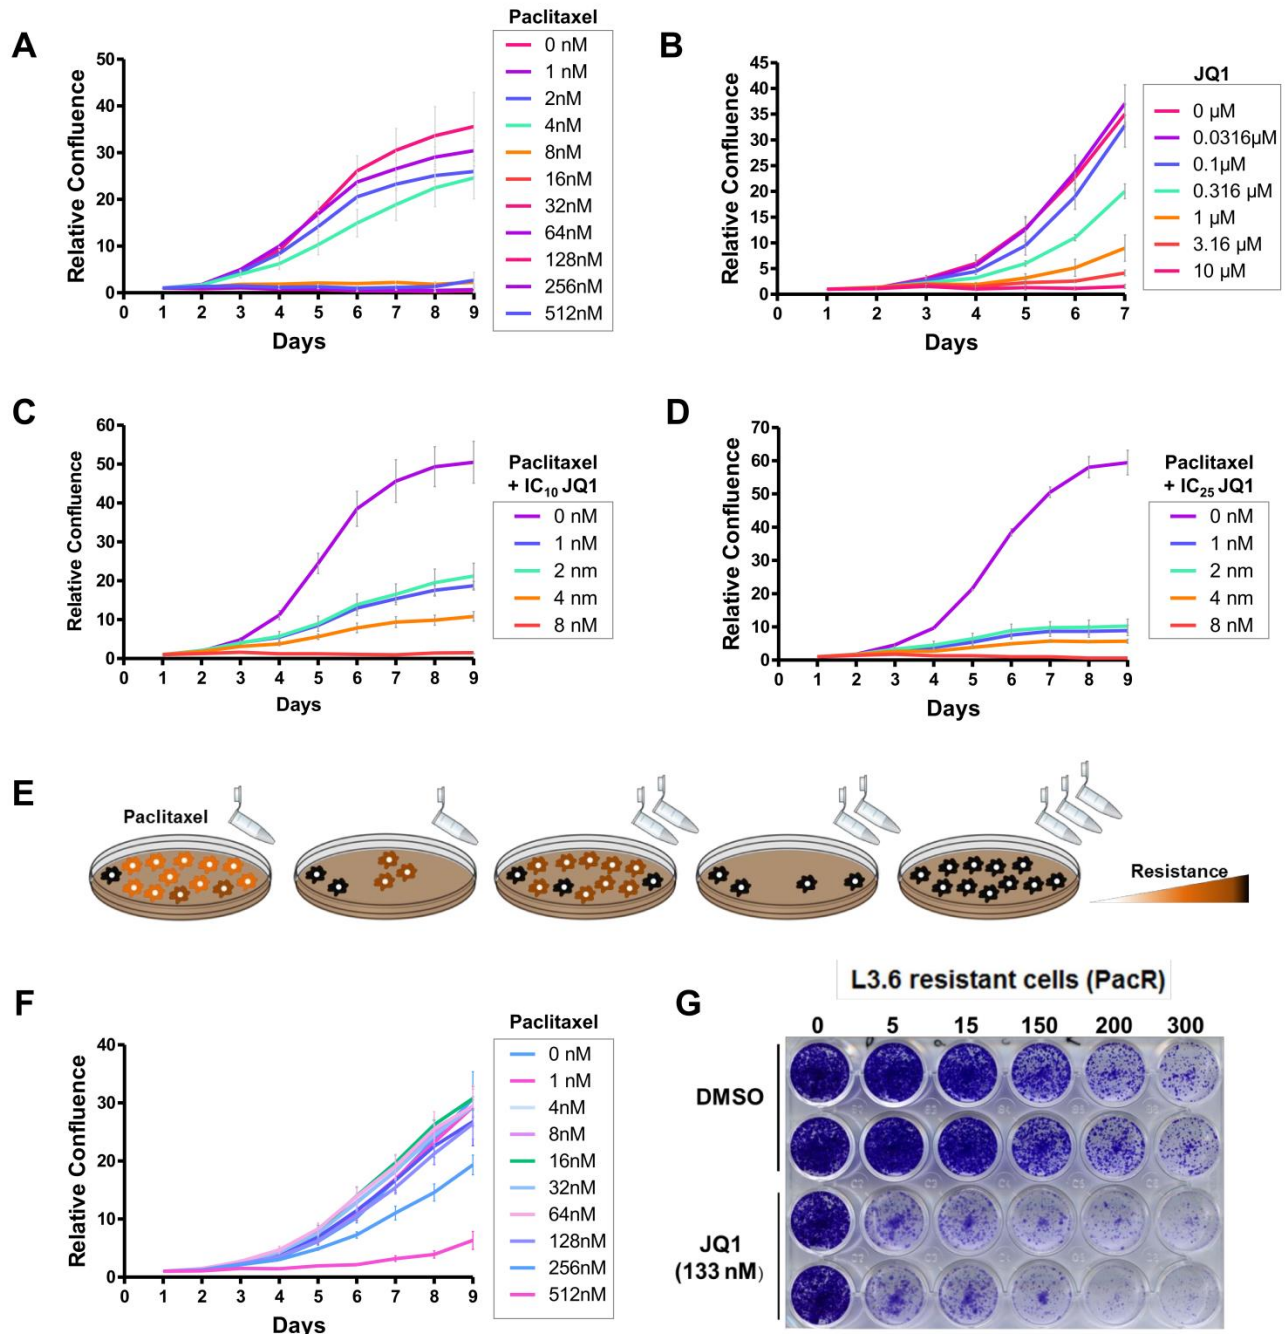 A
Paclitaxel
0 nM
1 nM
2nM
4nM
8nM
16nM
32nM
64nM
128nM
256nM
512nM
Relative Confluence
50
40
30
20
10
0
0 1 2 3 4 5 6 7 8 9
Days
B
JQ1
0 µM
0.0316µM
0.1µM
0.316 µM
1 µM
3.16 µM
10 µM
Relative Confluence
45
40
35
30
25
20
15
10
5
0
0 1 2 3 4 5 6 7
Days
C
Paclitaxel
+ IC10 JQ1
0 nM
1 nM
2 nm
4 nm
8 nM
Relative Confluence
60
50
40
30
20
10
0
0 1 2 3 4 5 6 7 8 9
Days
D
Paclitaxel
+ IC25 JQ1
0 nM
1 nM
2 nm
4 nm
8 nM
Relative Confluence
70
60
50
40
30
20
10
0
0 1 2 3 4 5 6 7 8 9
Days
E
Paclitaxel
Resistance
F
Paclitaxel
0 nM
1 nM
4nM
8nM
16nM
32nM
64nM
128nM
256nM
512nM
Relative Confluence
40
30
20
10
0
0 1 2 3 4 5 6 7 8 9
Days
G
L3.6 resistant cells (PacR)
0 5 15 150 200 300
DMSO
JQ1
(133 nM)